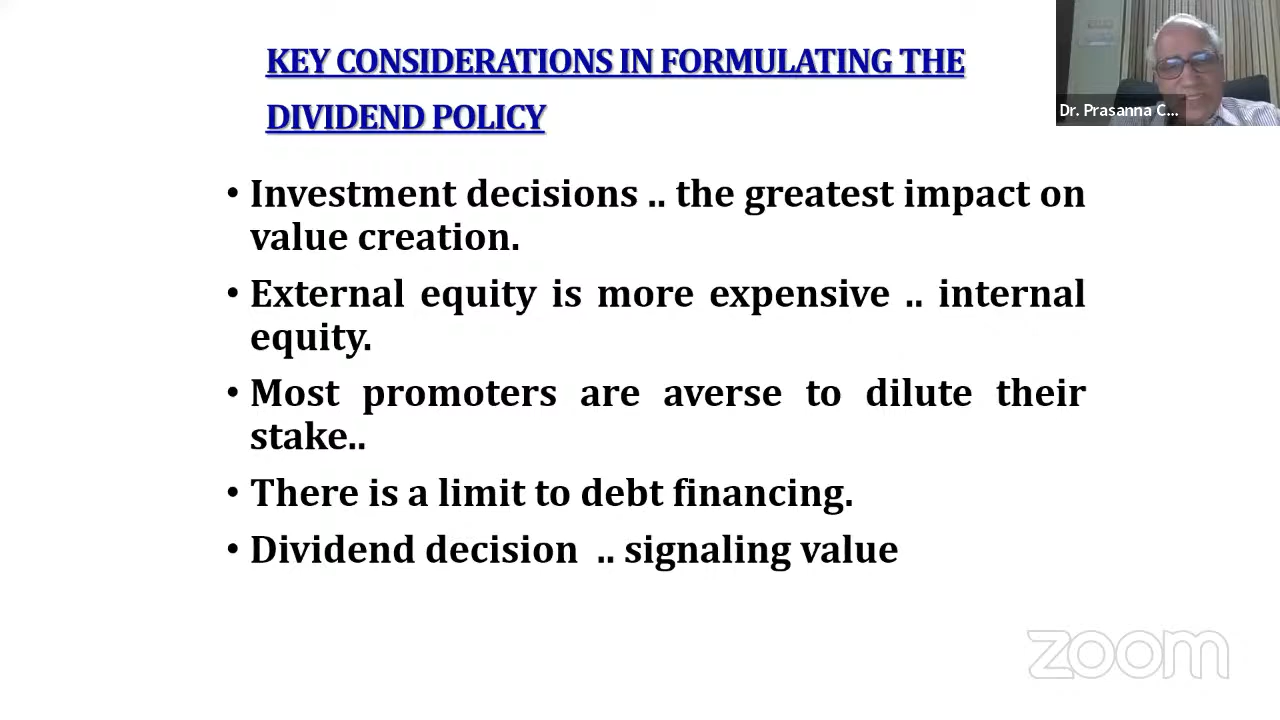 KEY CONSIDERATIONS IN FORMULATING THE
DIVIDEND POLICY
Dr. Prasanna C...
• Investment decisions .. the greatest impact on
value creation.
• External equity is more expensive .. internal
equity.
• Most promoters are averse to dilute their
stake..
• There is a limit to debt financing.
• Dividend decision .. signaling value
zoom